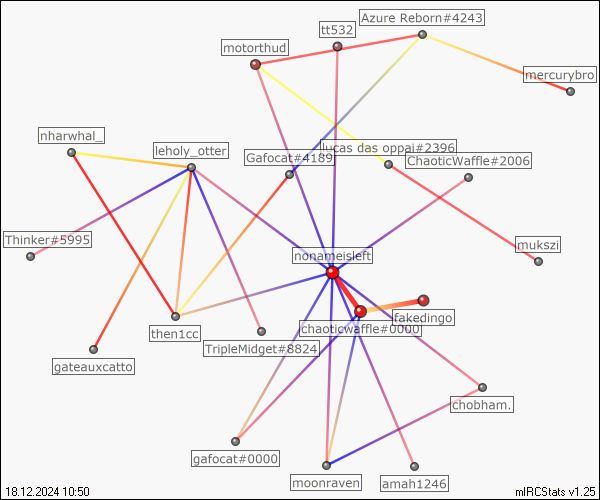 Azure Reborn#4243
tt532
motorthud
mercurybro
nharwhal_
leholy_otter
lucas das oppai#2396
Gafocat#4189
ChaoticWaffle#2006
Thinker#5995
mukszi
nonameisleft
fakedingo
chaoticwaffle#0000
then1cc
TripleMidget#8824
gateauxcatto
chobham.
gafocat#0000
moonraven
amah1246
18.12.2024 10:50
mIRCStats v1.25